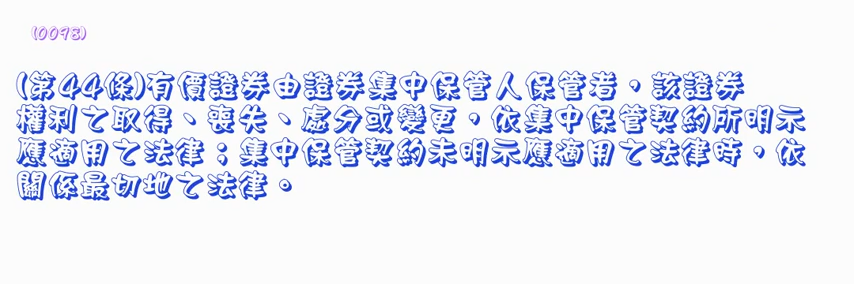 (0098)
(第44條)有價證券由證券集中保管人保管者，該證券
權利之取得、喪失、處分或變更，依集中保管契約所明示
應適用之法律；集中保管契約未明示應適用之法律時，依
關係最切地之法律。